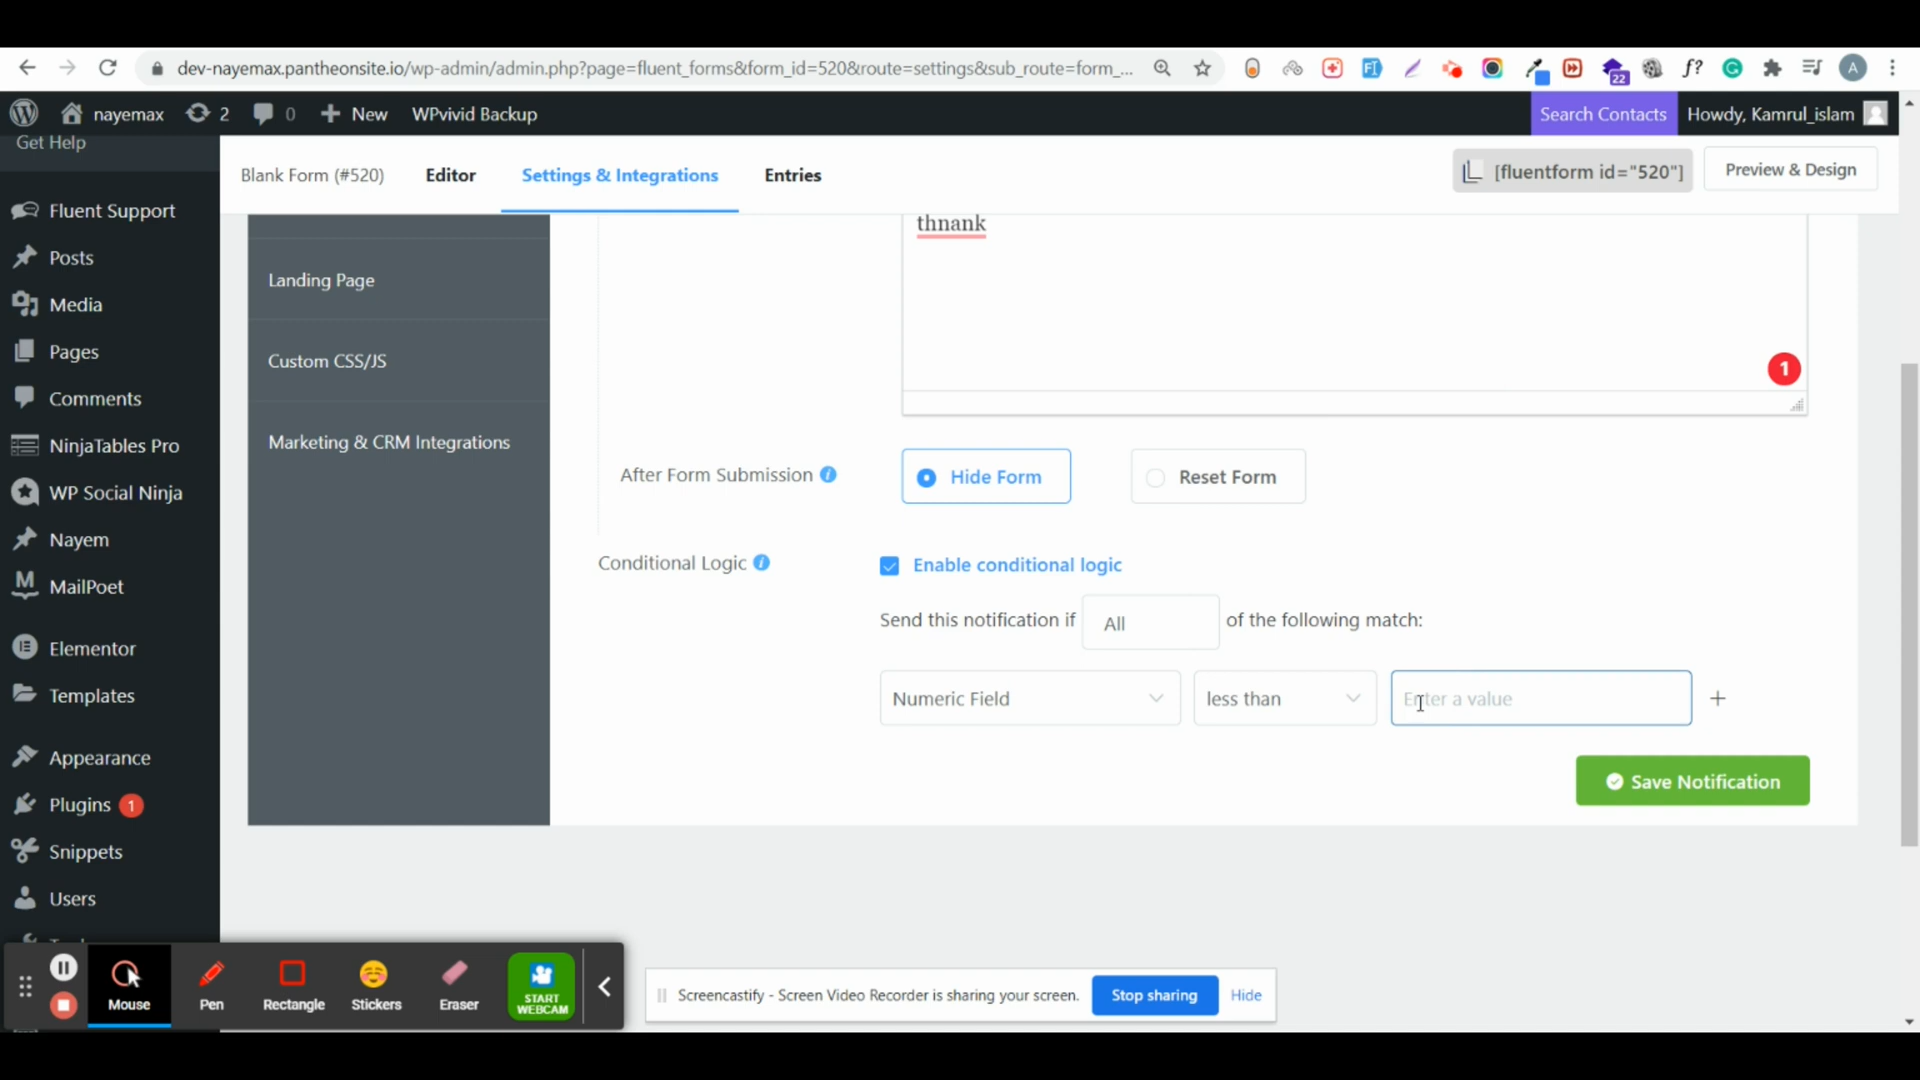 dev-nayemax.pantheonsite.io/wp-admin/admin.php?page=fluent_forms&form_id=520&route=settings&sub_route=form_...
22
f?
A
nayemax
2
0
New
WPvivid Backup
Search Contacts
Howdy, Kamrul_islam
Get Help
Fluent Support
Posts
Media
Pages
Comments
NinjaTables Pro
WP Social Ninja
Nayem
MailPoet
Elementor
Templates
Appearance
Plugins 1
Snippets
Users
Blank Form (#520)
Editor
Settings & Integrations
Entries
[fluentform id="520"]
Preview & Design
Landing Page
Custom CSS/JS
Marketing & CRM Integrations
thnank
1
After Form Submission
Hide Form
Reset Form
Conditional Logic
Enable conditional logic
Send this notification if All of the following match:
Numeric Field
less than
Enter a value
+
Save Notification
Mouse
Pen
Rectangle
Stickers
Eraser
START
WEBCAM
Screencastify - Screen Video Recorder is sharing your screen.
Stop sharing
Hide